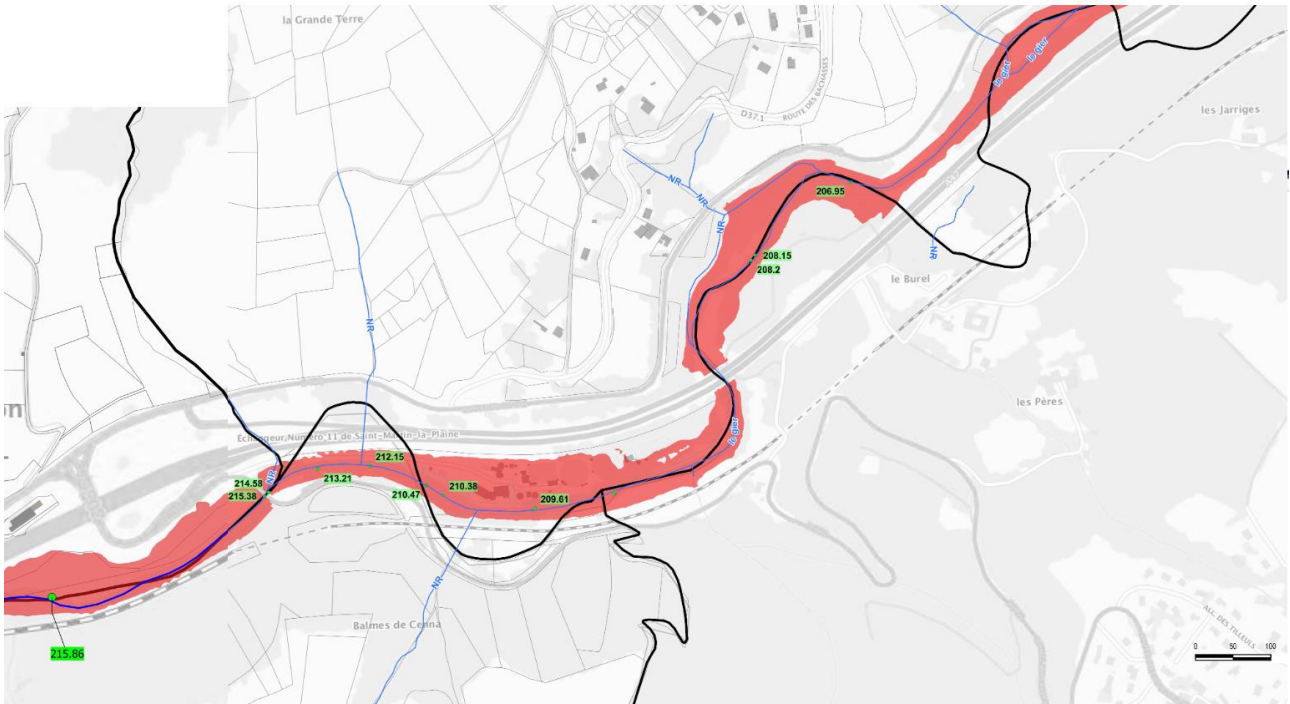 la Grande Terre
le gier
le gier
les Jarriges
D37.1
ROUTE DES BACHASSES
NR
NR
NR
206.95
NR
208.15
208.2
le Burel
NR
les Pères
on
Echangeur Numéro 11 de Saint-Martin-la-Plaine
le gier
212.15
214.58
NR
213.21
215.38
210.47
210.38
209.61
NR
Balmes de Cenna
ALL. DES TILLEULS
215.86
0 50 100